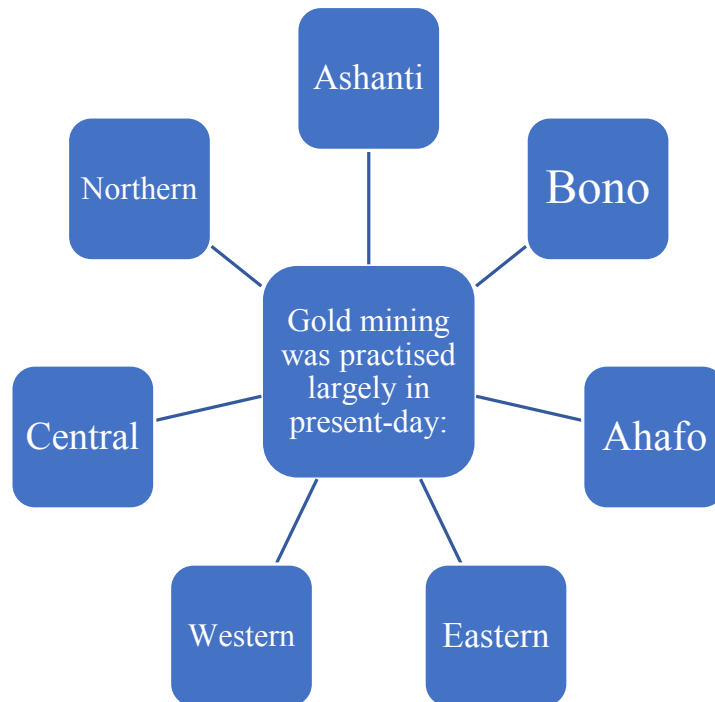 Ashanti
Northern
Bono
Gold mining
was practised
largely in
present-day:
Central
Ahafo
Western
Eastern